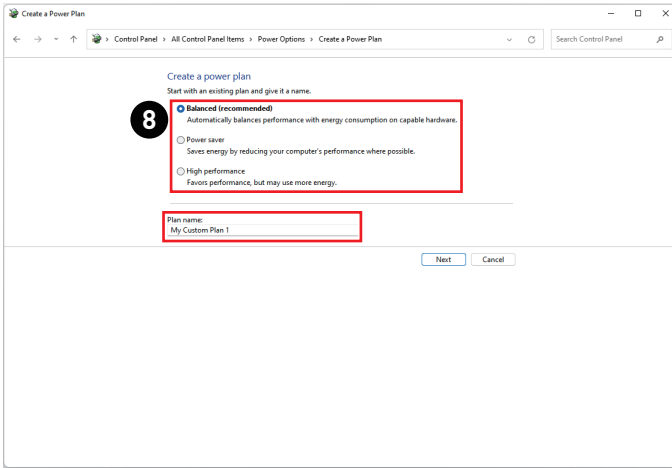 Create a Power Plan
Control Panel > All Control Panel Items > Power Options > Create a Power Plan
Search Control Panel
Create a power plan
Start with an existing plan and give it a name.
8
Balanced (recommended)
Automatically balances performance with energy consumption on capable hardware.
Power saver
Saves energy by reducing your computer's performance where possible.
High performance
Favors performance, but may use more energy.
Plan name:
My Custom Plan 1
Next Cancel